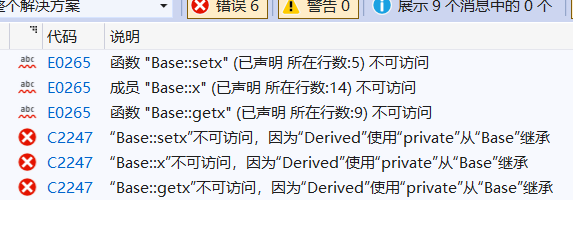 整个解决方案 错误 6 警告 0 展示 9 个消息中的 0 个
代码 说明
abc E0265 函数 "Base::setx" (已声明 所在行数:5) 不可访问
abc E0265 成员 "Base::x" (已声明 所在行数:14) 不可访问
abc E0265 函数 "Base::getx" (已声明 所在行数:9) 不可访问
C2247 “Base::setx”不可访问，因为“Derived”使用“private”从“Base”继承
C2247 “Base::x”不可访问，因为“Derived”使用“private”从“Base”继承
C2247 “Base::getx”不可访问，因为“Derived”使用“private”从“Base”继承